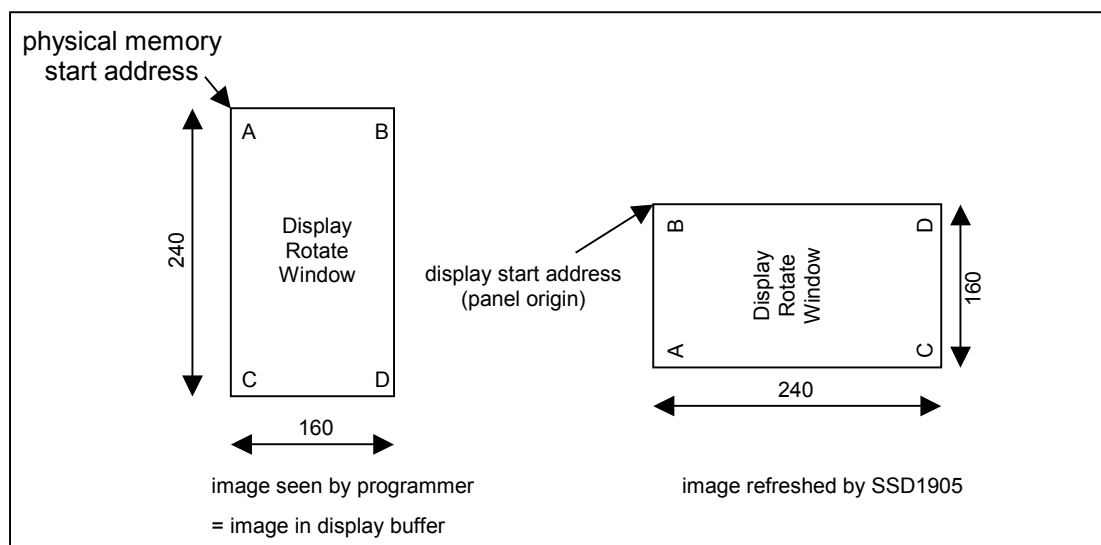 physical memory
start address
A
B
240
Display
Rotate
Window
C
D
160
image seen by programmer
= image in display buffer
display start address
(panel origin)
B
D
Display
Rotate
Window
A
C
160
240
image refreshed by SSD1905